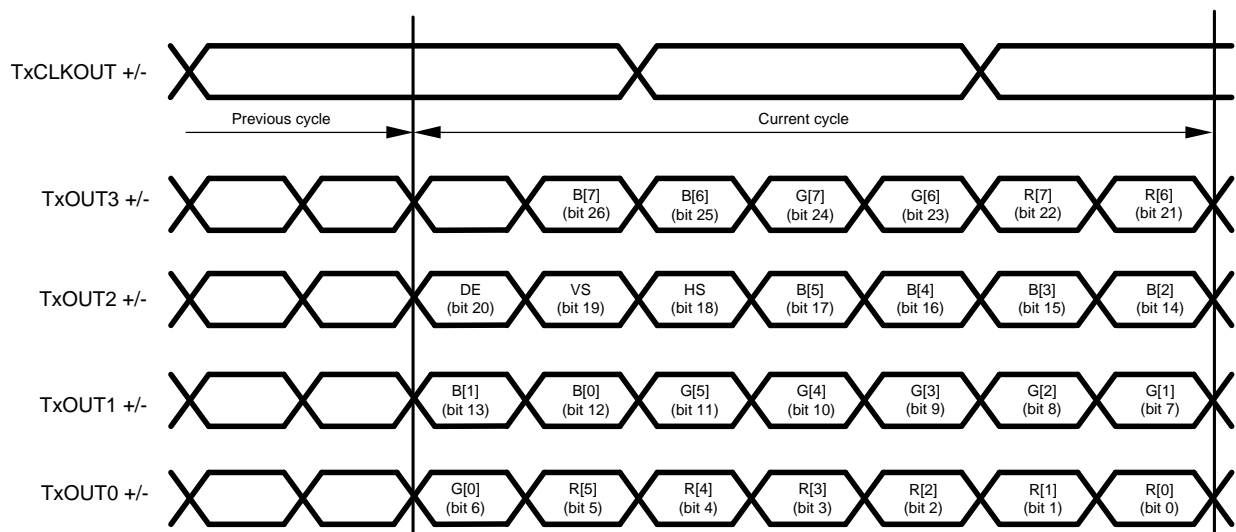 TxCLKOUT +/-
Previous cycle
Current cycle
TxOUT3 +/-
B[7]
(bit 26)
B[6]
(bit 25)
G[7]
(bit 24)
G[6]
(bit 23)
R[7]
(bit 22)
R[6]
(bit 21)
TxOUT2 +/-
DE
(bit 20)
VS
(bit 19)
HS
(bit 18)
B[5]
(bit 17)
B[4]
(bit 16)
B[3]
(bit 15)
B[2]
(bit 14)
TxOUT1 +/-
B[1]
(bit 13)
B[0]
(bit 12)
G[5]
(bit 11)
G[4]
(bit 10)
G[3]
(bit 9)
G[2]
(bit 8)
G[1]
(bit 7)
TxOUT0 +/-
G[0]
(bit 6)
R[5]
(bit 5)
R[4]
(bit 4)
R[3]
(bit 3)
R[2]
(bit 2)
R[1]
(bit 1)
R[0]
(bit 0)